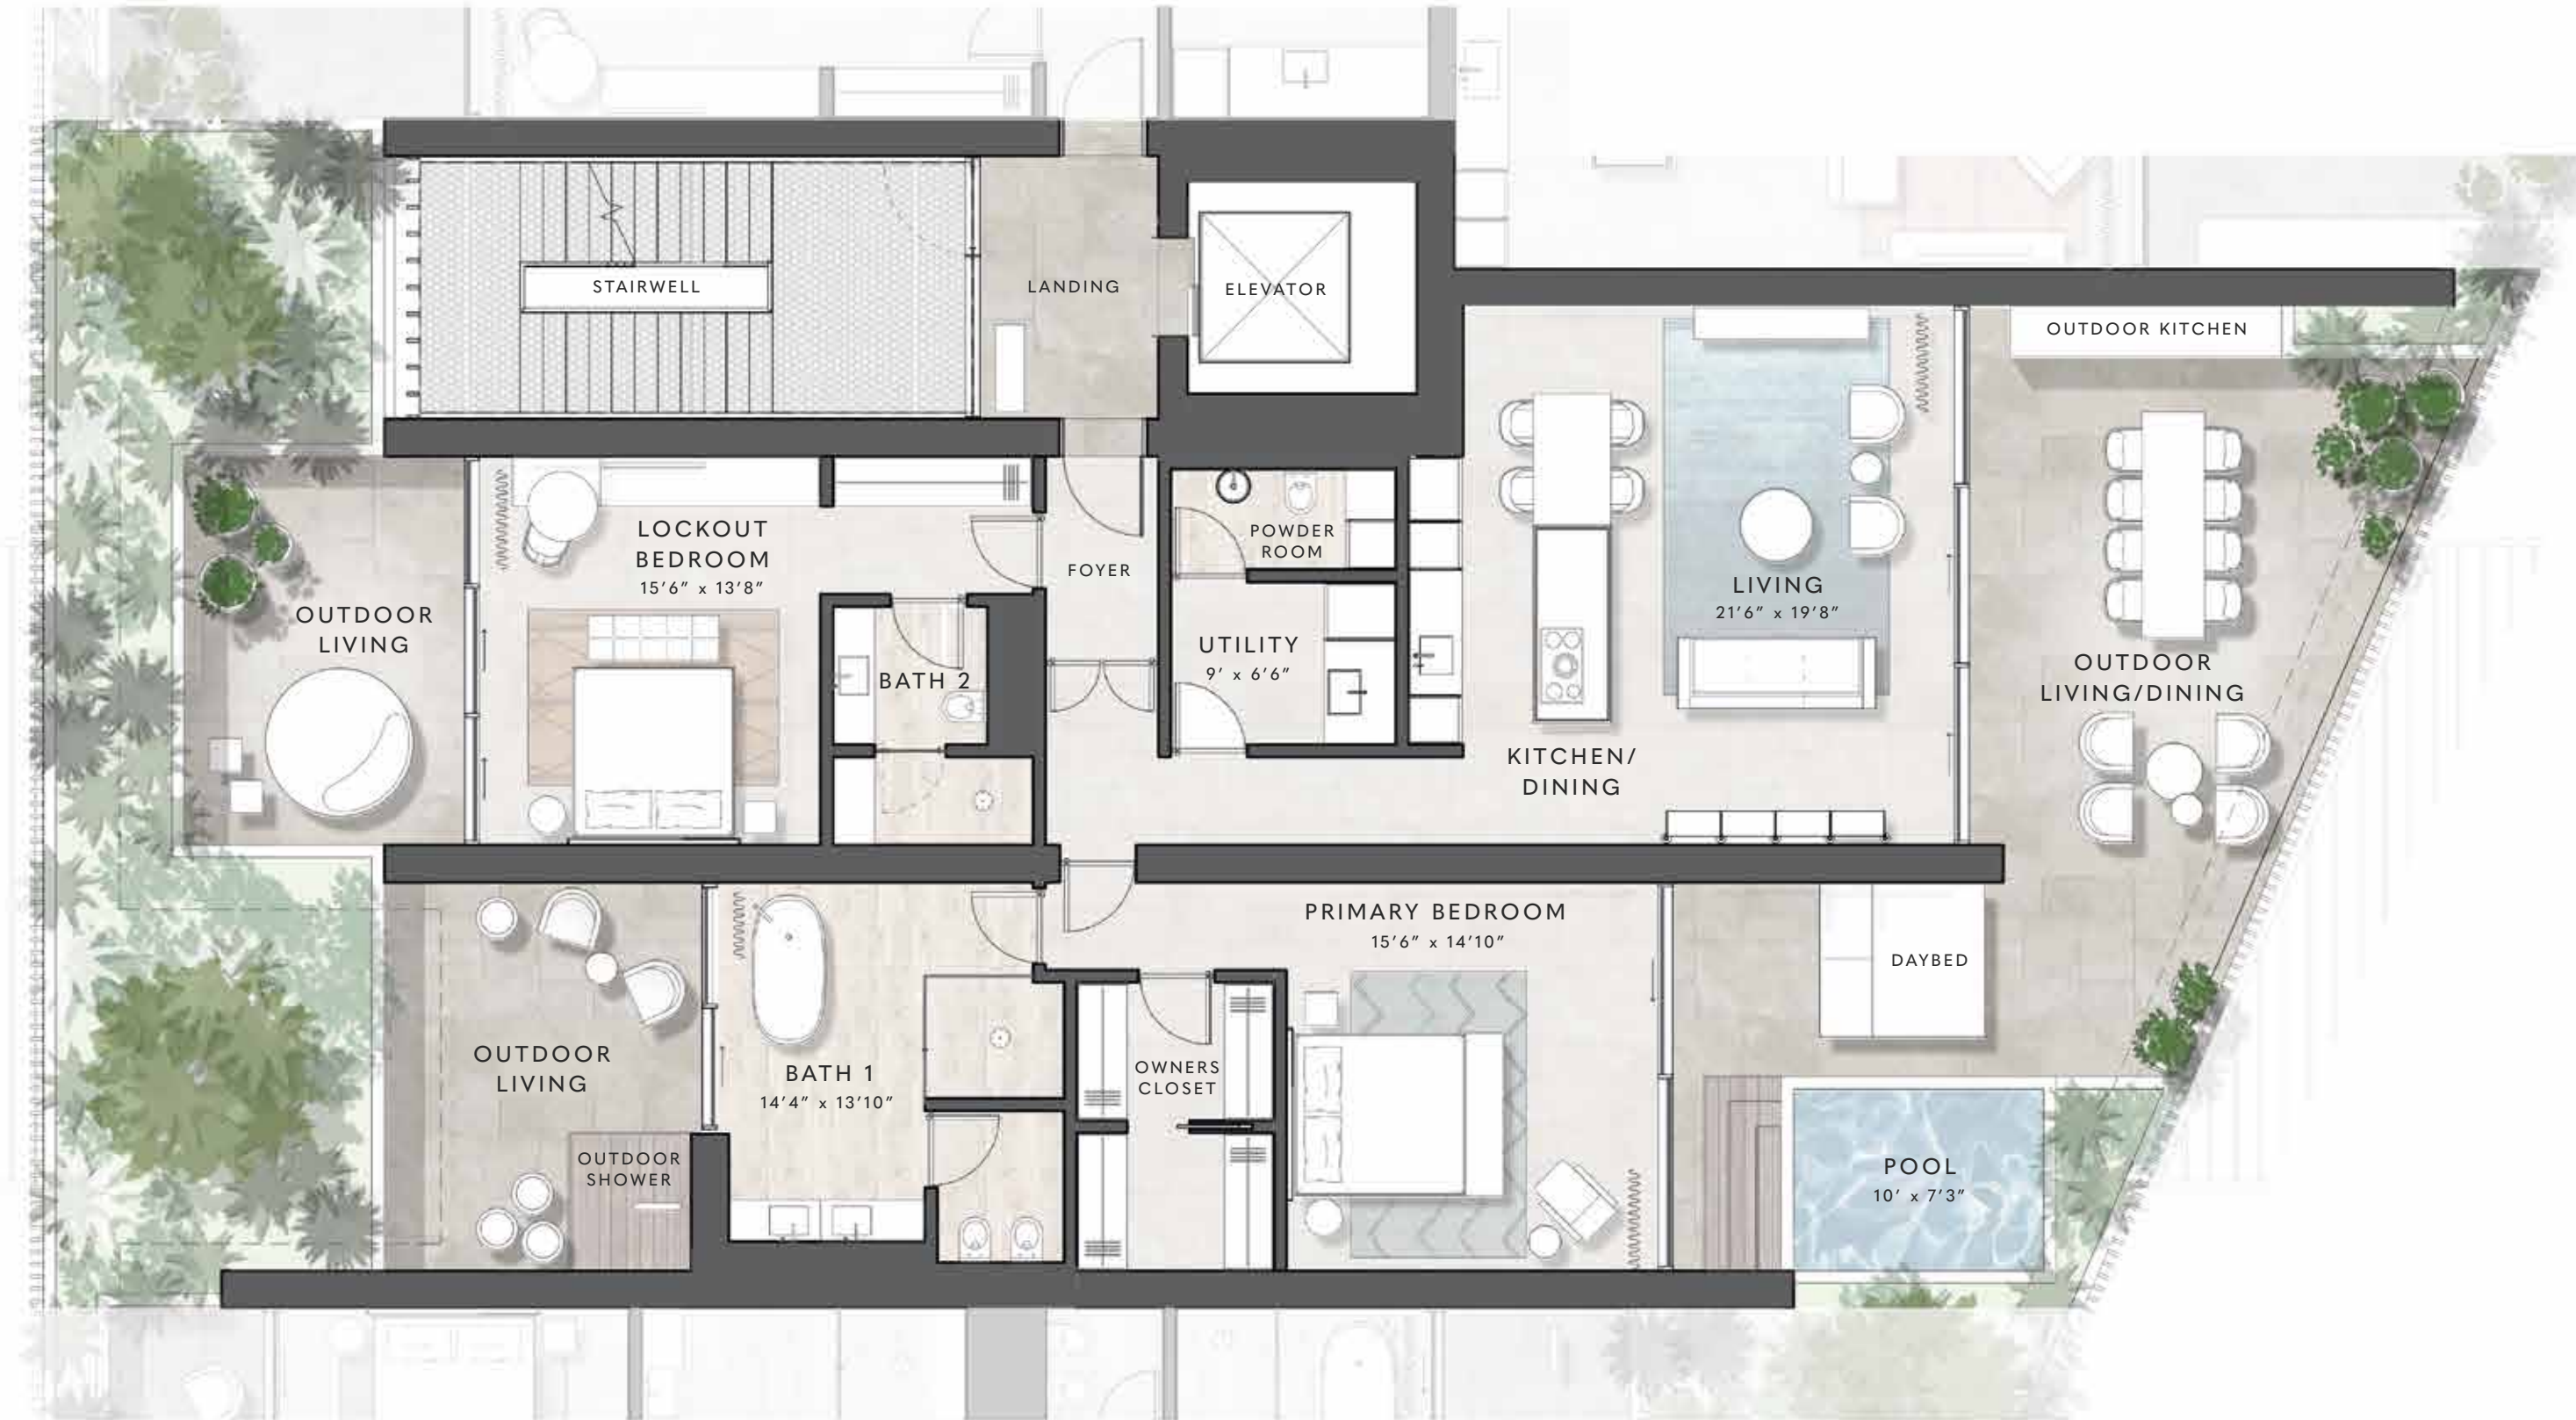 STAIRWELL
LANDING
ELEVATOR
OUTDOOR KITCHEN
LOCKOUT
BEDROOM
15'6" x 13'8"
OUTDOOR
LIVING
FOYER
POWDER
ROOM
UTILITY
9' x 6'6"
BATH 2
LIVING
21'6" x 19'8"
KITCHEN/
DINING
OUTDOOR
LIVING/DINING
PRIMARY BEDROOM
15'6" x 14'10"
DAYBED
OUTDOOR
LIVING
BATH 1
14'4" x 13'10"
OWNERS
CLOSET
OUTDOOR
SHOWER
POOL
10' x 7'3"